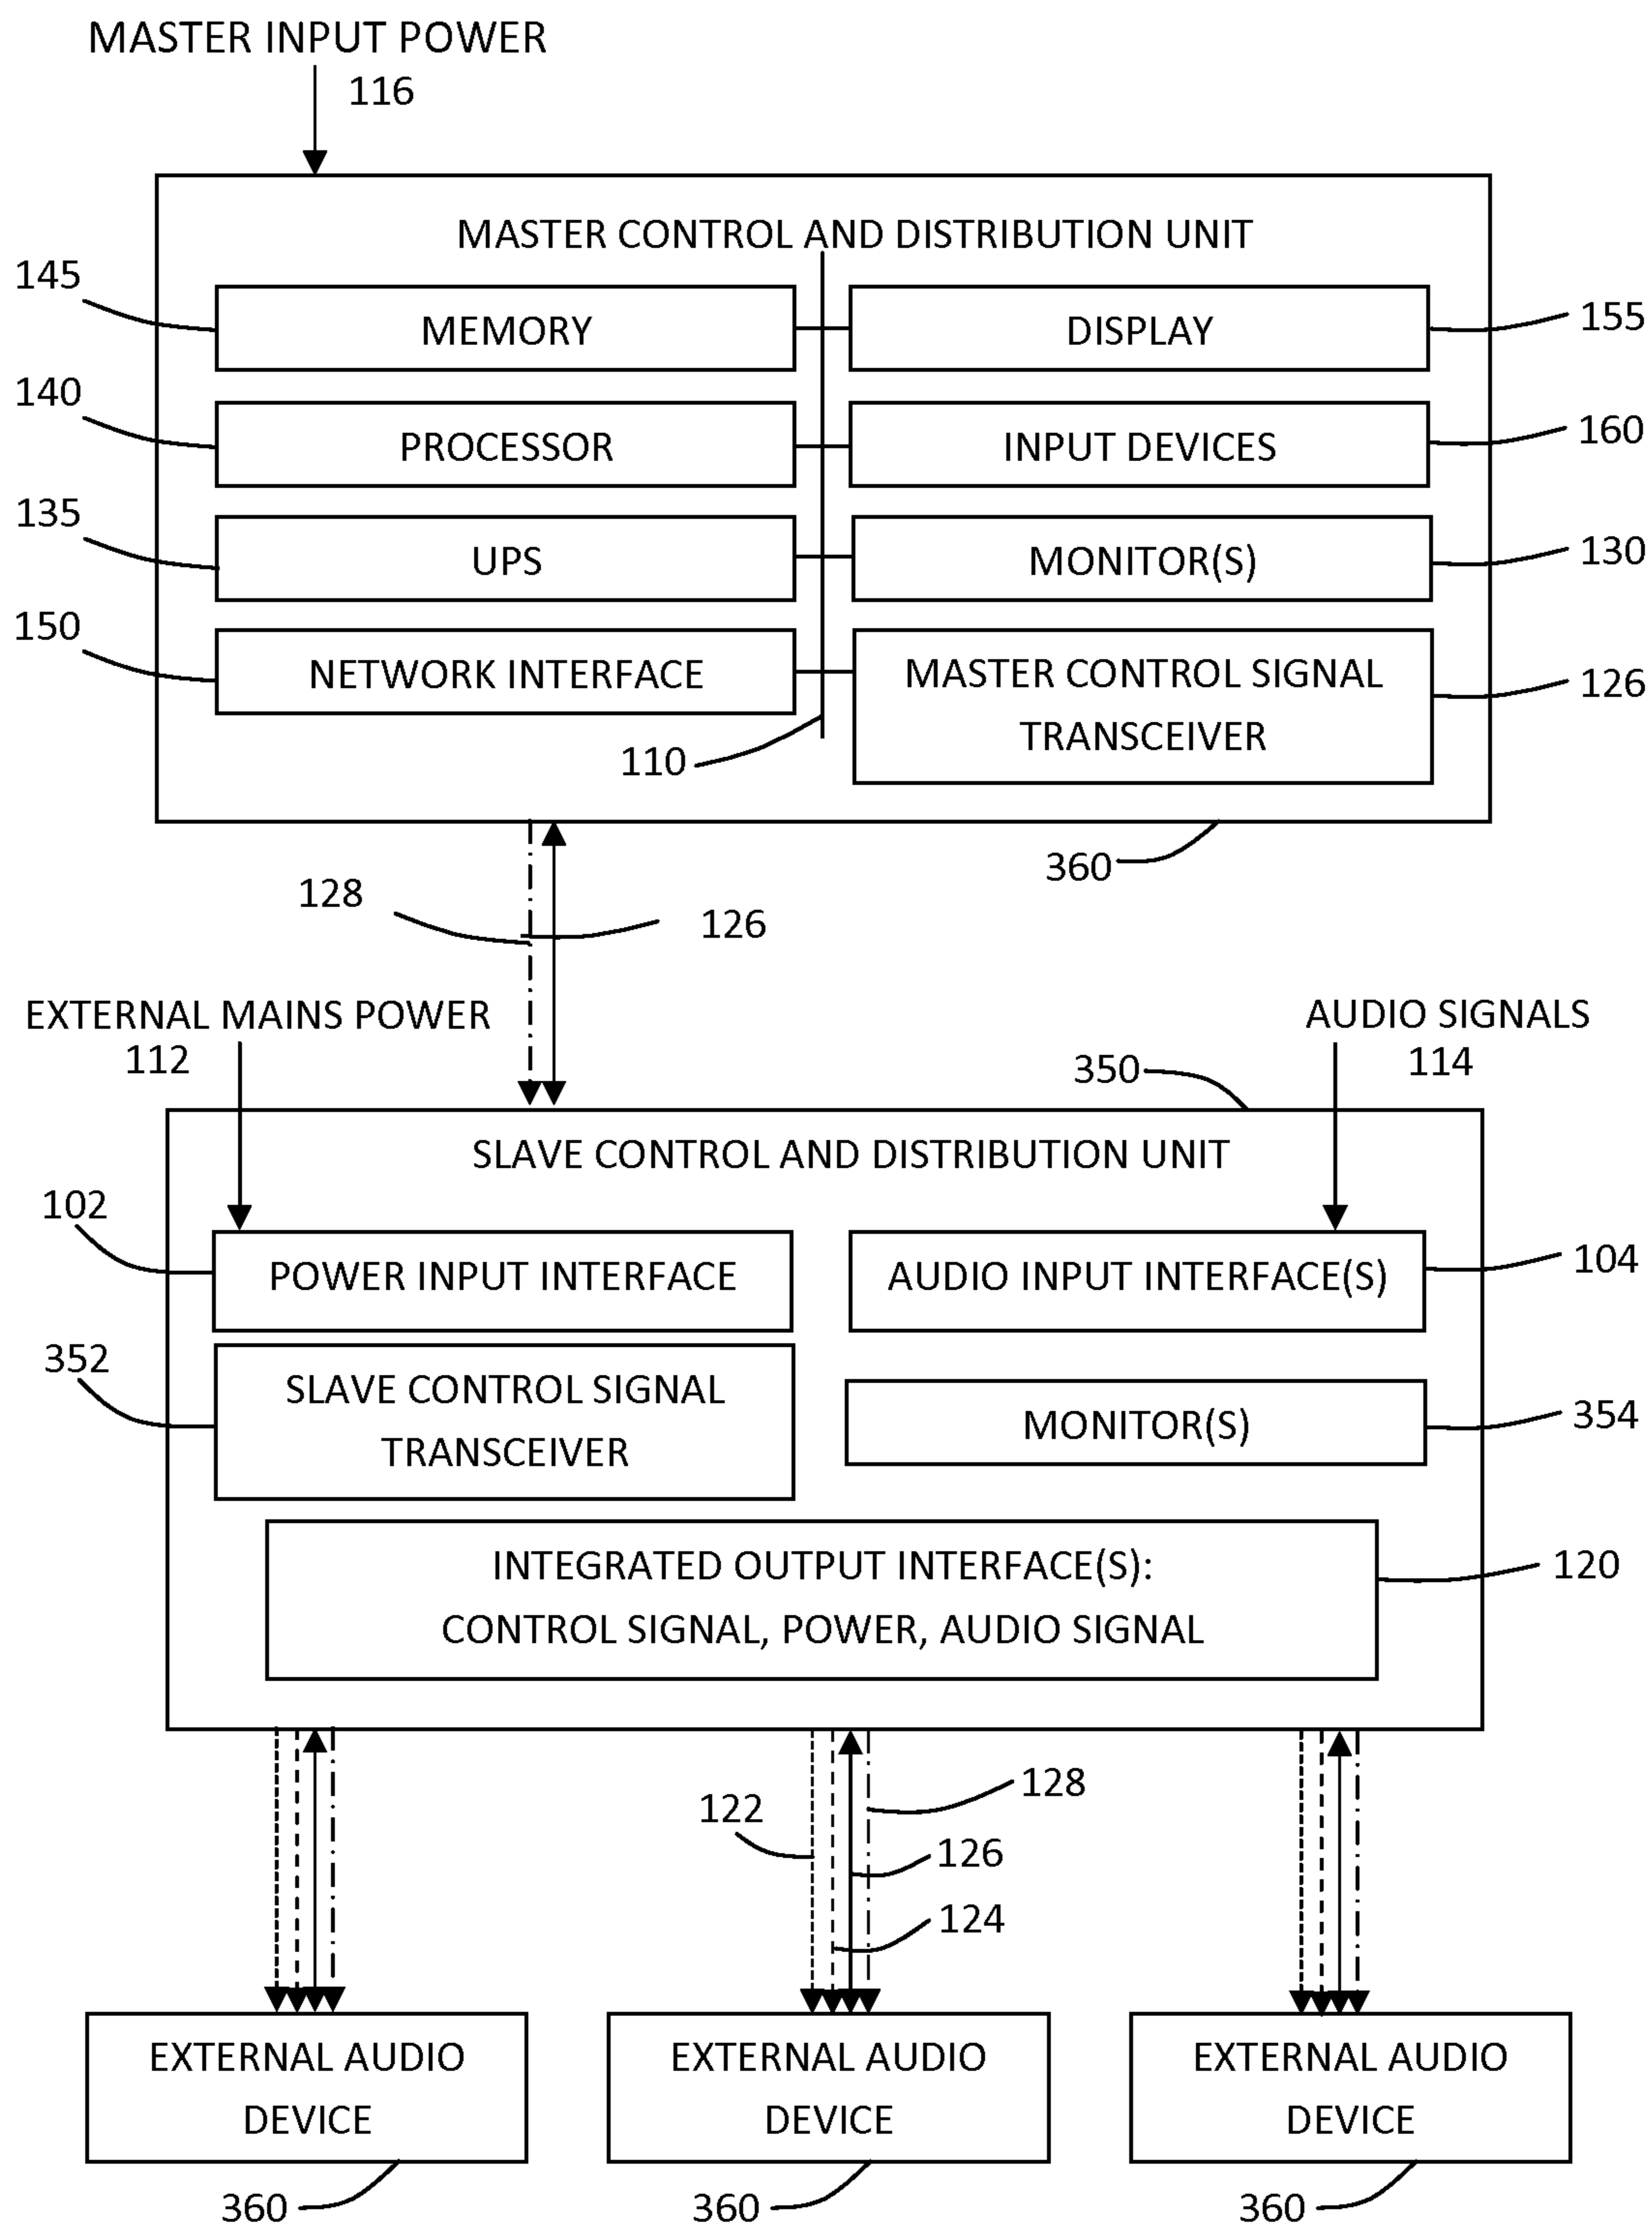 MASTER INPUT POWER
116
MASTER CONTROL AND DISTRIBUTION UNIT
145
MEMORY
DISPLAY
155
140
PROCESSOR
INPUT DEVICES
160
135
UPS
MONITOR(S)
130
150
NETWORK INTERFACE
MASTER CONTROL SIGNAL
TRANSCEIVER
126
110
360
128
126
EXTERNAL MAINS POWER
112
AUDIO SIGNALS
114
350
SLAVE CONTROL AND DISTRIBUTION UNIT
102
POWER INPUT INTERFACE
AUDIO INPUT INTERFACE(S)
104
352
SLAVE CONTROL SIGNAL
TRANSCEIVER
MONITOR(S)
354
INTEGRATED OUTPUT INTERFACE(S):
CONTROL SIGNAL, POWER, AUDIO SIGNAL
120
122
128
126
124
EXTERNAL AUDIO
DEVICE
EXTERNAL AUDIO
DEVICE
EXTERNAL AUDIO
DEVICE
360
360
360